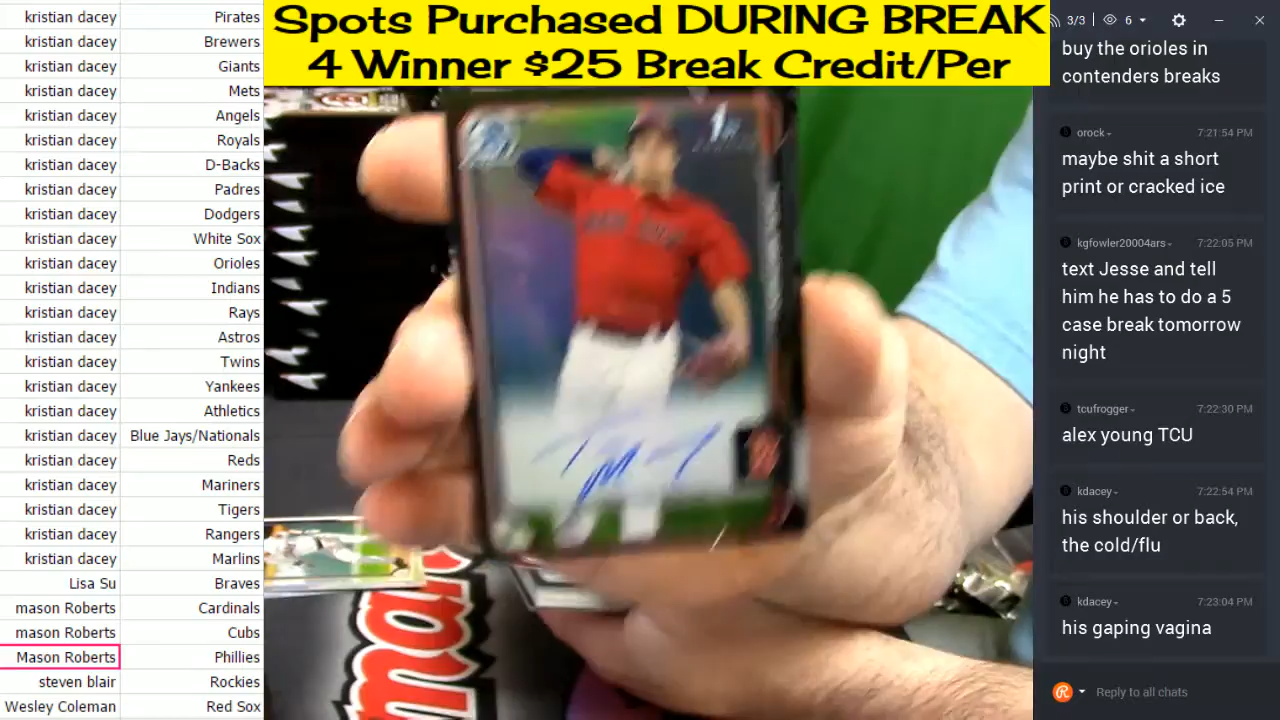 Spots Purchased DURING BREAK
4 Winner $25 Break Credit/Per
kristian dacey Pirates
kristian dacey Brewers
kristian dacey Giants
kristian dacey Mets
kristian dacey Angels
kristian dacey Royals
kristian dacey D-Backs
kristian dacey Padres
kristian dacey Dodgers
kristian dacey White Sox
kristian dacey Orioles
kristian dacey Indians
kristian dacey Rays
kristian dacey Astros
kristian dacey Twins
kristian dacey Yankees
kristian dacey Athletics
kristian dacey Blue Jays/Nationals
kristian dacey Reds
kristian dacey Mariners
kristian dacey Tigers
kristian dacey Rangers
kristian dacey Marlins
Lisa Su Braves
mason Roberts Cardinals
mason Roberts Cubs
Mason Roberts Phillies
steven blair Rockies
Wesley Coleman Red Sox
1st
RED SOX
3/3 6
buy the orioles in
contenders breaks
orock 7:21:54 PM
maybe shit a short
print or cracked ice
kgfowler20004ars 7:22:05 PM
text Jesse and tell
him he has to do a 5
case break tomorrow
night
tcufrogger 7:22:30 PM
alex young TCU
kdacey 7:22:54 PM
his shoulder or back,
the cold/flu
kdacey 7:23:04 PM
his gaping vagina
Reply to all chats